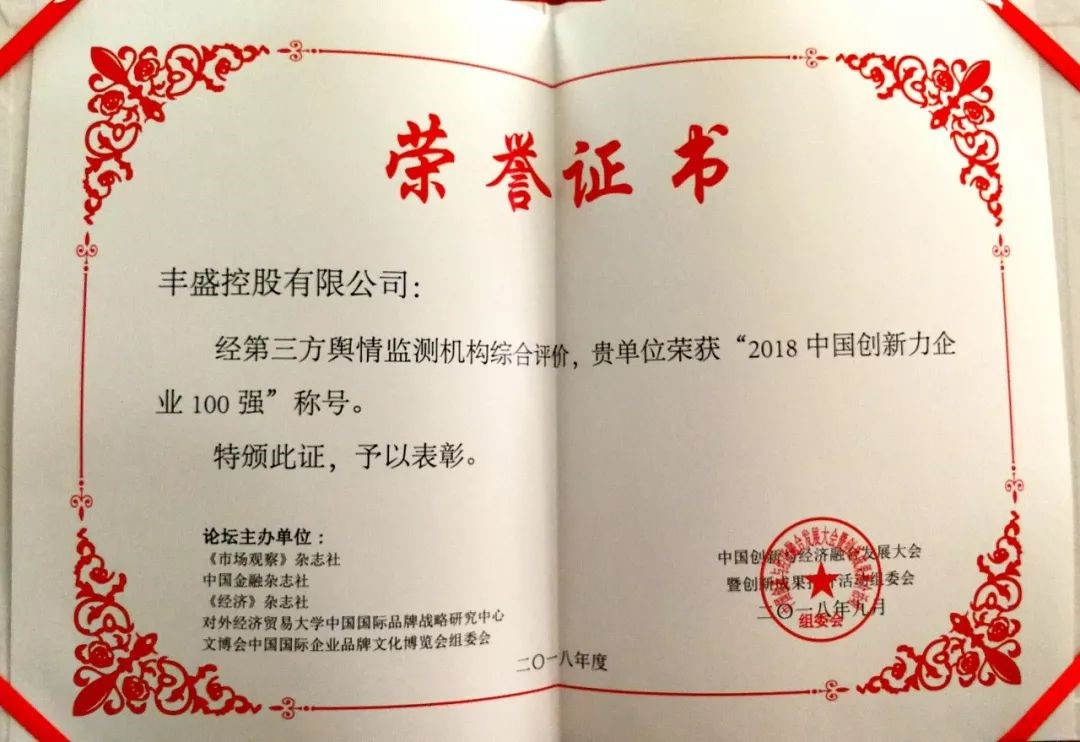 荣誉证书
丰盛控股有限公司：
经第三方舆情监测机构综合评价，贵单位荣获“2018 中国创新力企
业 100 强”称号。
特颁此证，予以表彰。
论坛主办单位：
《市场观察》杂志社
中国金融杂志社
《经济》杂志社
对外经济贸易大学中国国际品牌战略研究中心
文博会中国国际企业品牌文化博览会组委会
中国创新与经济融合发展大会
暨创新成果推介活动组委会
二〇一八年九月
组委会
二〇一八年度